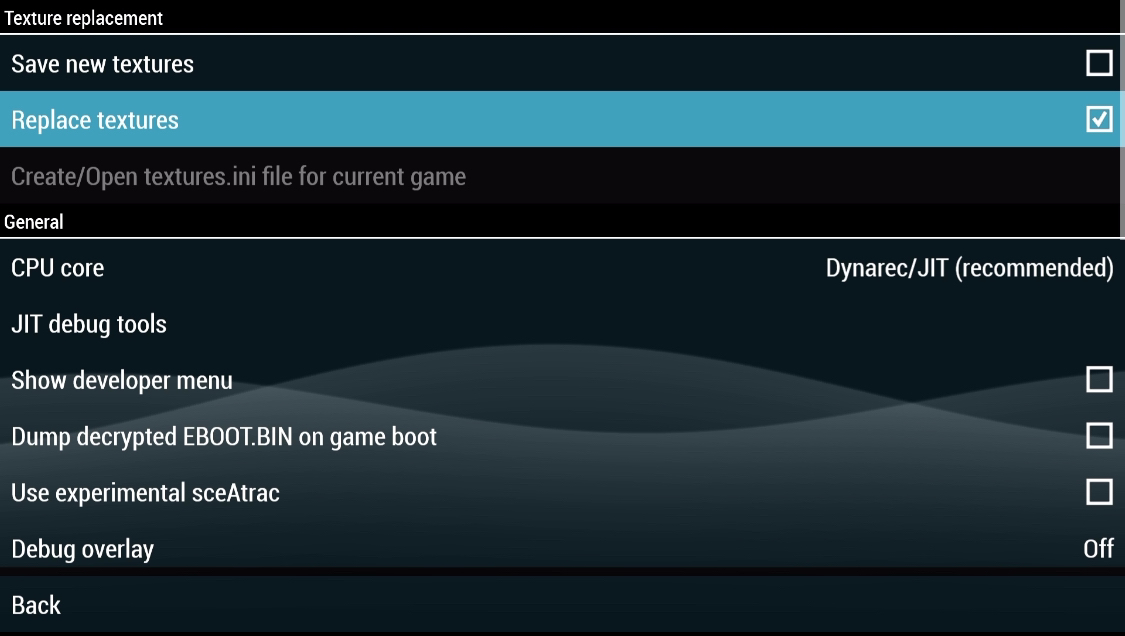 Texture replacement
Save new textures
Replace textures
Create/Open textures.ini file for current game
General
CPU core Dynarec/JIT (recommended)
JIT debug tools
Show developer menu
Dump decrypted EBOOT.BIN on game boot
Use experimental sceAtrac
Debug overlay Off
Back